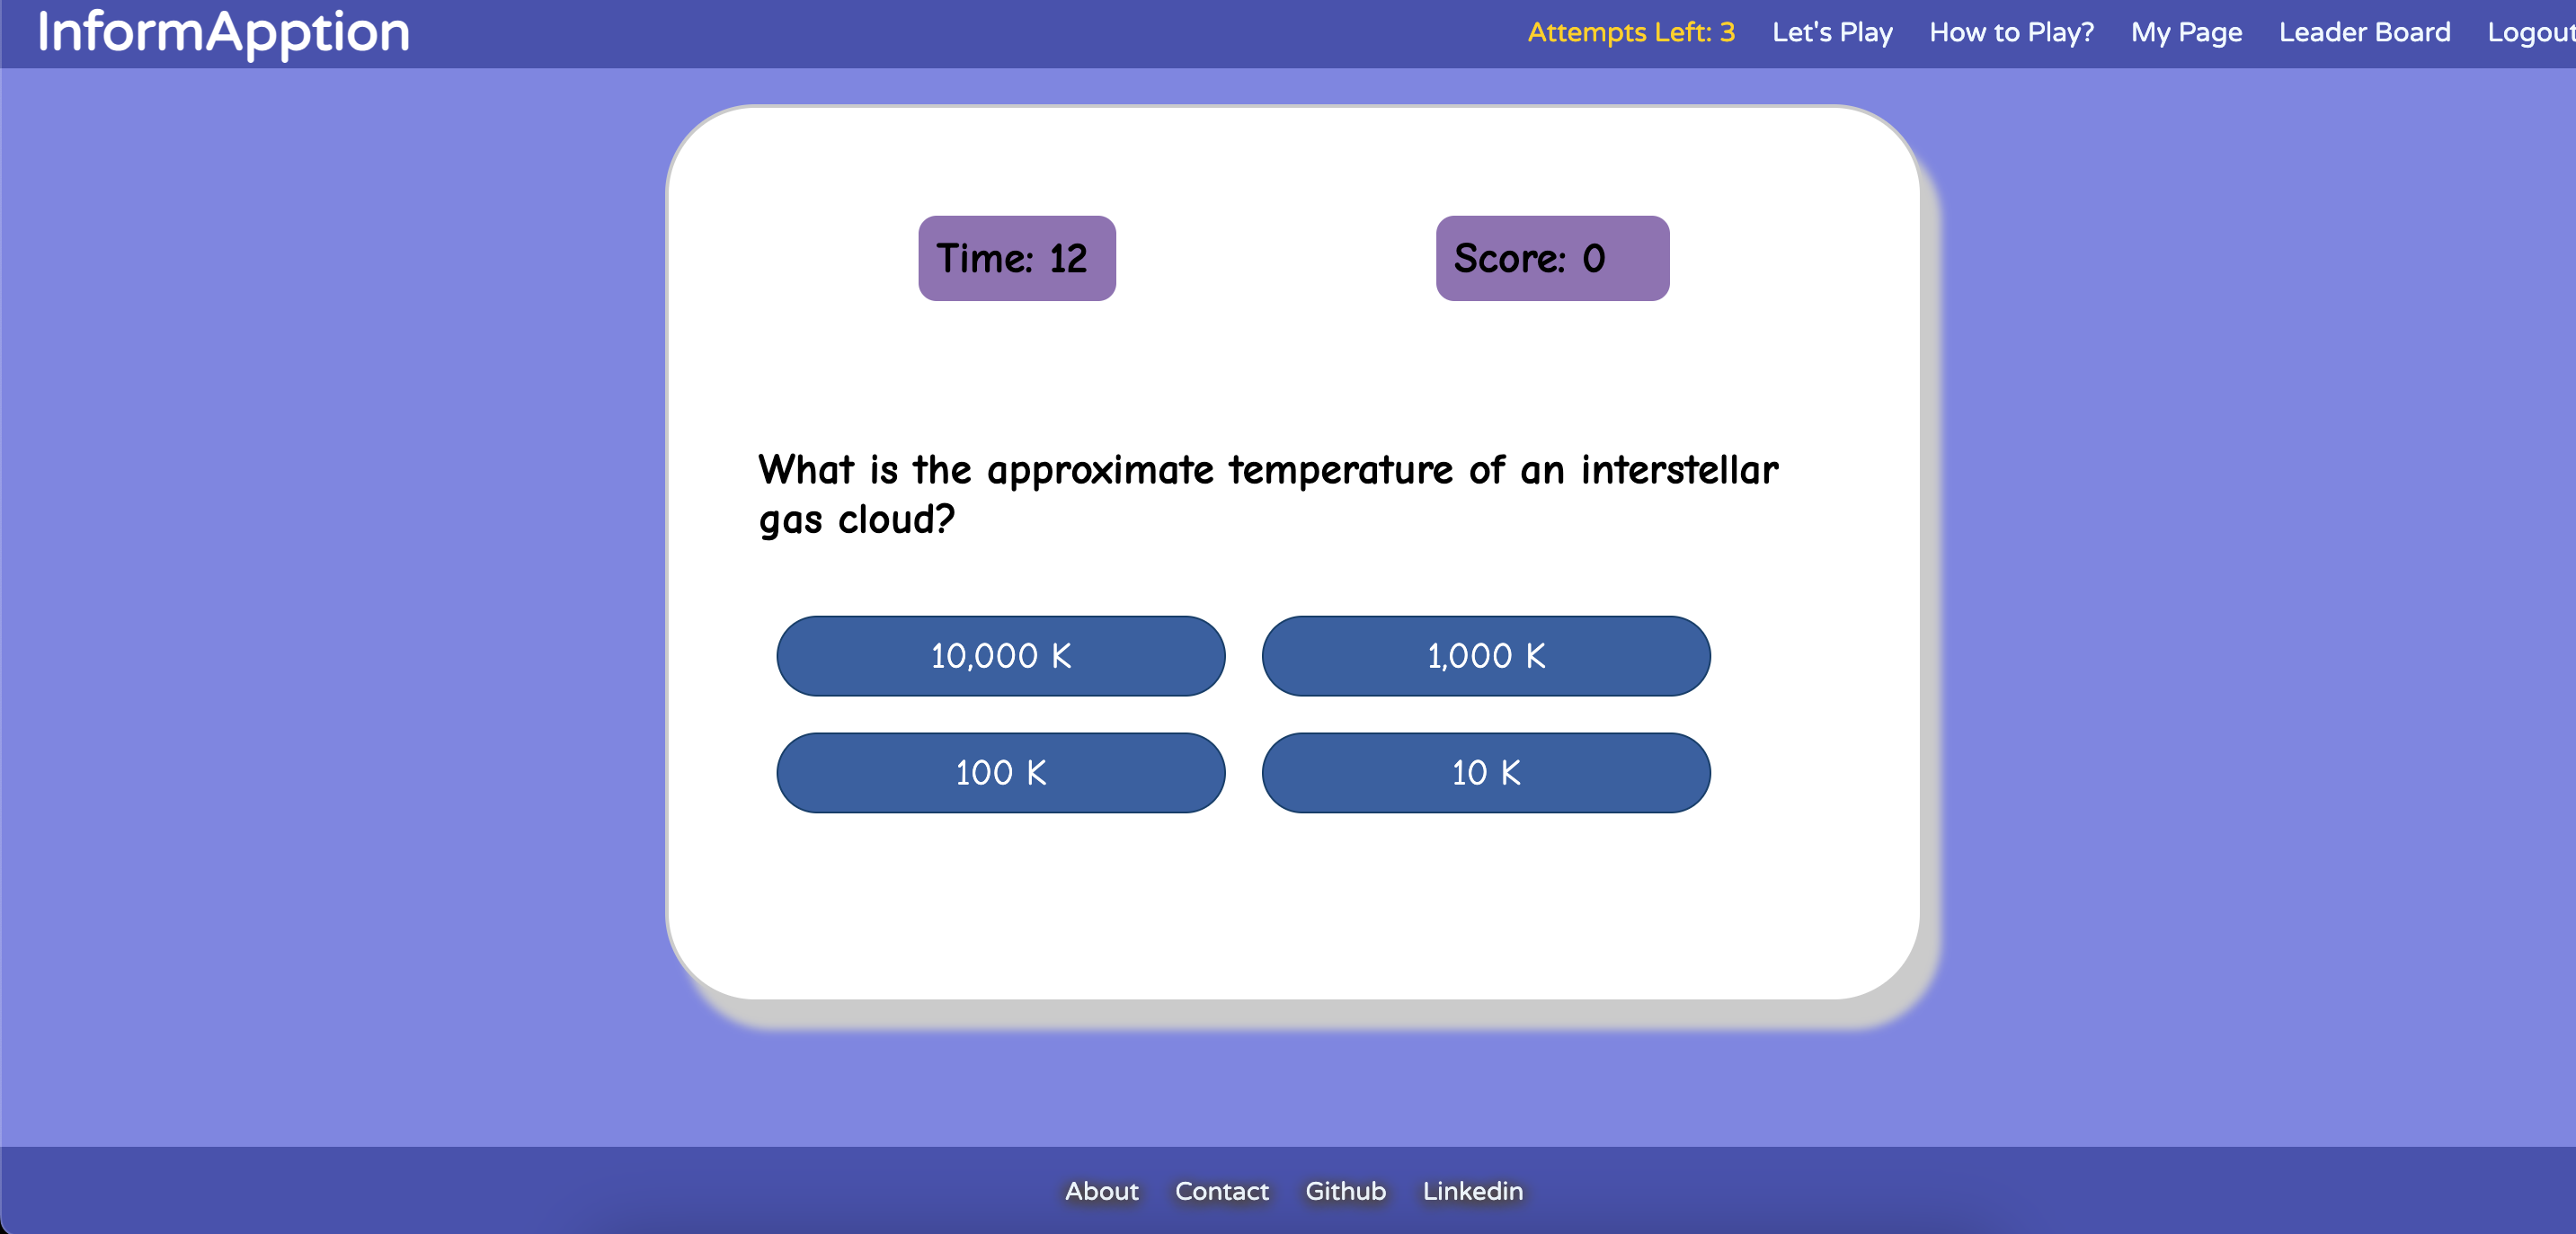 InformApption
Attempts Left: 3 Let's Play How to Play? My Page Leader Board Logout
Time: 12 Score: 0
What is the approximate temperature of an interstellar
gas cloud?
10,000 K 1,000 K
100 K 10 K
About Contact Github Linkedin